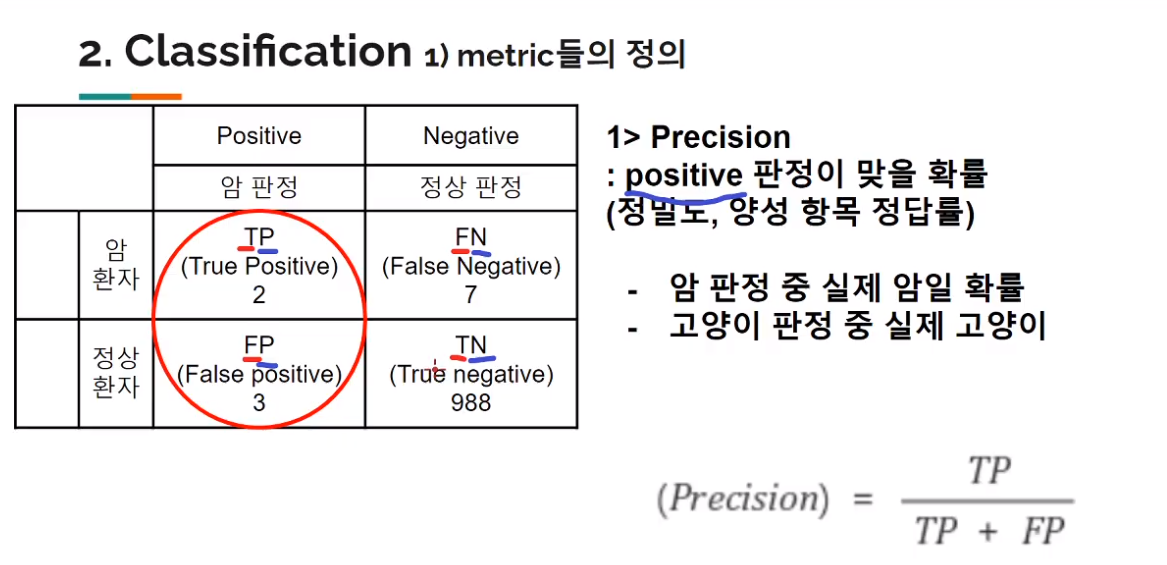 2. Classification 1) metric들의 정의
Positive
Negative
암 판정
정상 판정
암
환자
TP
(True Positive)
2
FN
(False Negative)
7
정상
환자
FP
(False positive)
3
TN
(True negative)
988
1> Precision
: positive 판정이 맞을 확률
(정밀도, 양성 항목 정답률)
- 암 판정 중 실제 암일 확률
- 고양이 판정 중 실제 고양이
(Precision) = TP
TP + FP